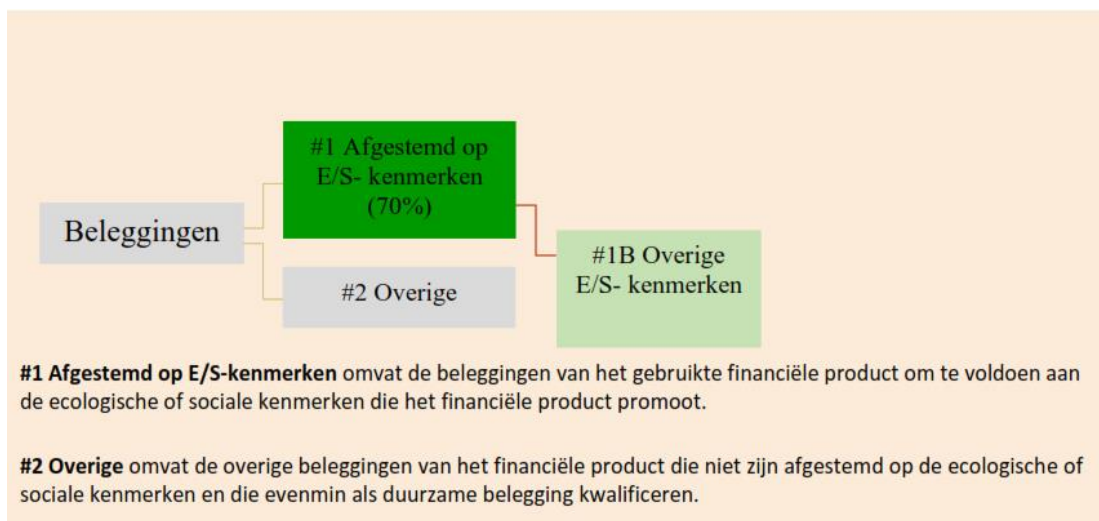 #1 Afgestemd op
E/S- kenmerken
(70%)
Beleggingen
#1B Overige
E/S- kenmerken
#2 Overige
#1 Afgestemd op E/S-kenmerken omvat de beleggingen van het gebruikte financiële product om te voldoen aan
de ecologische of sociale kenmerken die het financiële product promoot.
#2 Overige omvat de overige beleggingen van het financiële product die niet zijn afgestemd op de ecologische of
sociale kenmerken en die evenmin als duurzame belegging kwalificeren.